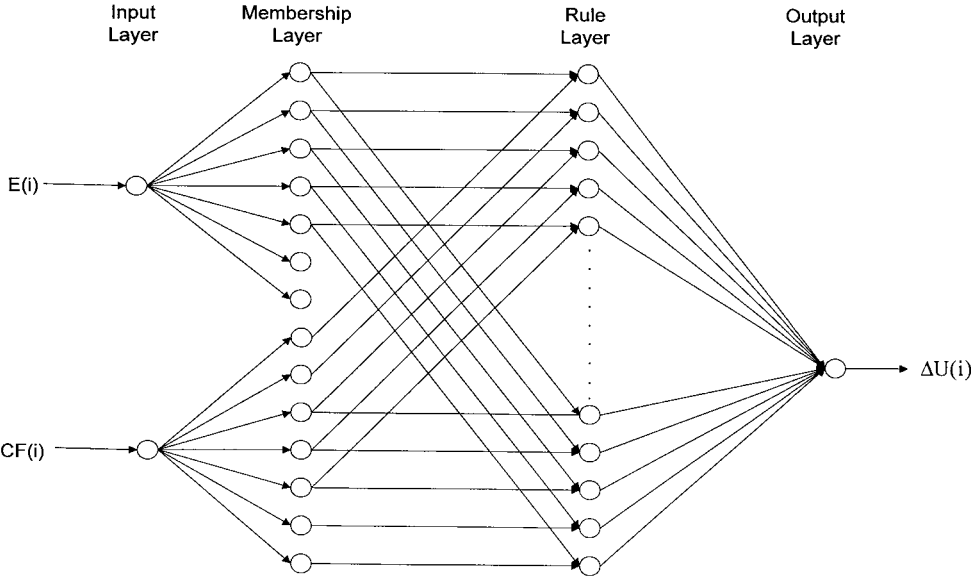 Input
Layer
Membership
Layer
Rule
Layer
Output
Layer
E(i)
ΔU(i)
CF(i)